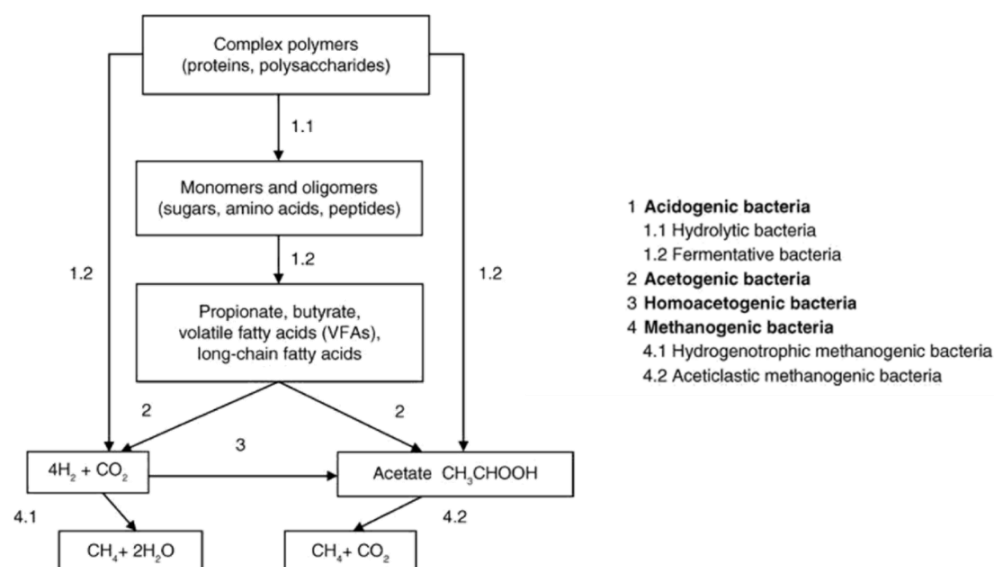 Complex polymers
(proteins, polysaccharides)
1.1
Monomers and oligomers
(sugars, amino acids, peptides)
1.2
1.2
1.2
Propionate, butyrate,
volatile fatty acids (VFAs),
long-chain fatty acids
2
2
3
4H₂ + CO₂
Acetate CH₃CHOOH
4.1
4.2
CH₄ + 2H₂O
CH₄ + CO₂
1 Acidogenic bacteria
1.1 Hydrolytic bacteria
1.2 Fermentative bacteria
2 Acetogenic bacteria
3 Homoacetogenic bacteria
4 Methanogenic bacteria
4.1 Hydrogenotrophic methanogenic bacteria
4.2 Aceticlastic methanogenic bacteria